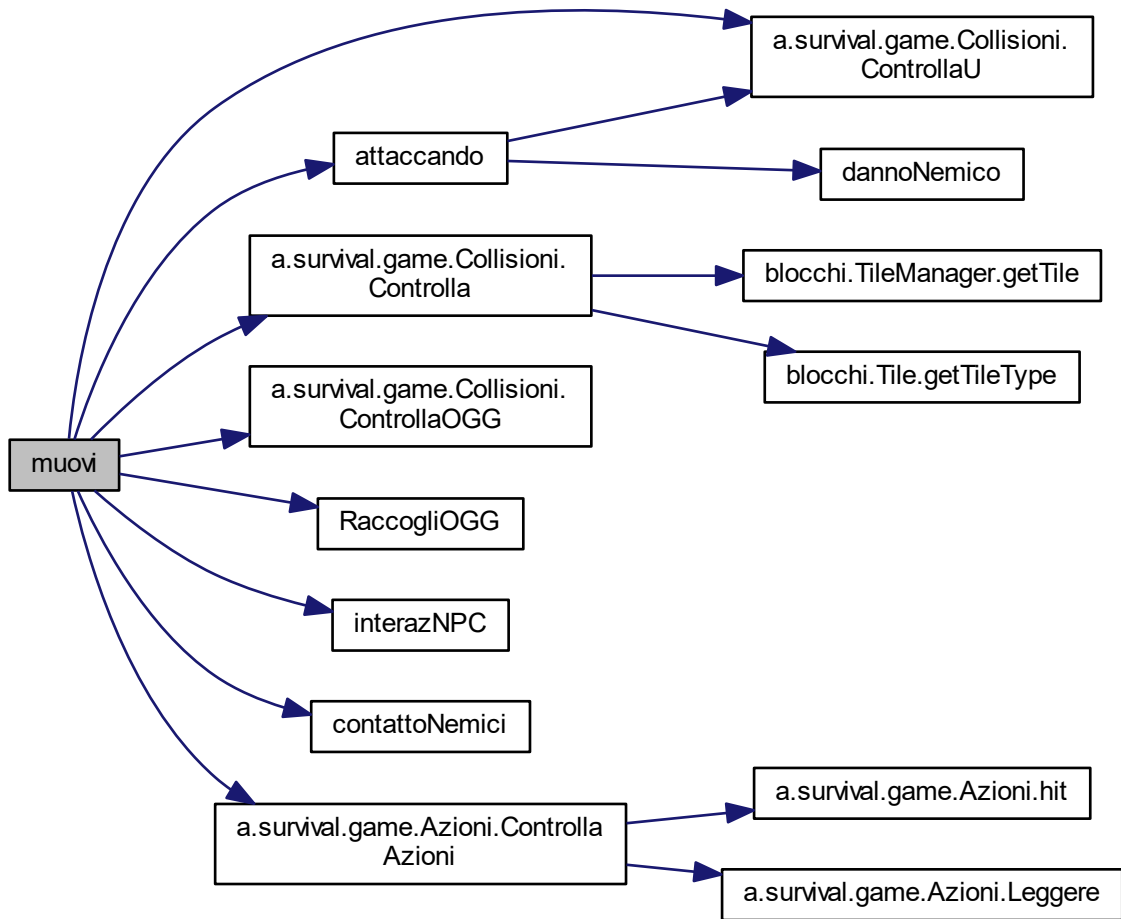 a.survival.game.Collisioni.
ControllaU
attaccando
dannoNemico
a.survival.game.Collisioni.
Controlla
blocchi.TileManager.getTile
blocchi.Tile.getTileType
a.survival.game.Collisioni.
ControllaOGG
muovi
RaccogliOGG
interazNPC
contattoNemici
a.survival.game.Azioni.Controlla
Azioni
a.survival.game.Azioni.hit
a.survival.game.Azioni.Leggere